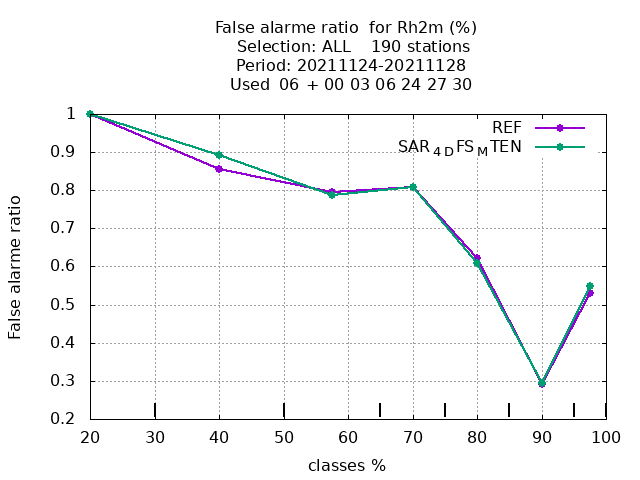 False alarme ratio for Rh2m (%)
Selection: ALL 190 stations
Period: 20211124-20211128
Used 06 + 00 03 06 24 27 30
REF
SAR4DFSMTEN
1
0.9
0.8
0.7
0.6
0.5
0.4
0.3
0.2
False alarme ratio
20 30 40 50 60 70 80 90 100
classes %